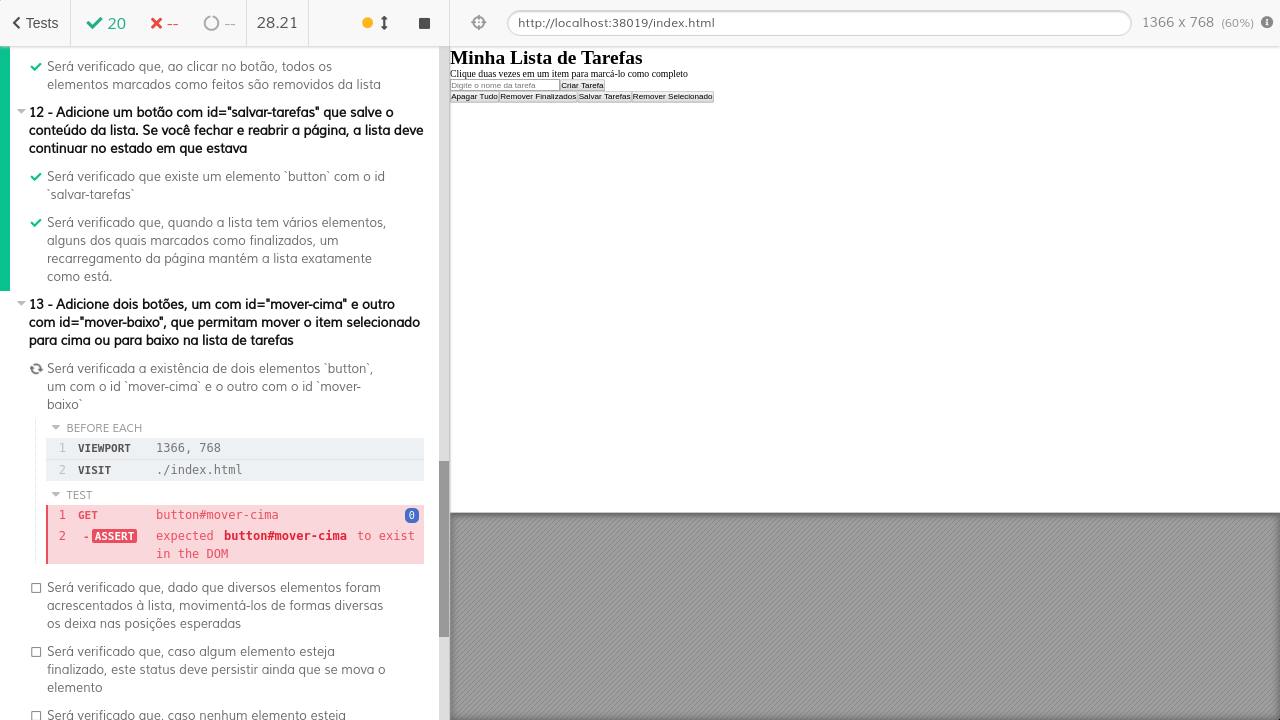 Tests
20
--
--
28.21
http://localhost:38019/index.html
1366 x 768 (60%)
Será verificado que, ao clicar no botão, todos os
elementos marcados como feitos são removidos da lista
12 - Adicione um botão com id="salvar-tarefas" que salve o
conteúdo da lista. Se você fechar e reabrir a página, a lista deve
continuar no estado em que estava
Será verificado que existe um elemento `button` com o id
`salvar-tarefas`
Será verificado que, quando a lista tem vários elementos,
alguns dos quais marcados como finalizados, um
recarregamento da página mantém a lista exatamente
como está.
13 - Adicione dois botões, um com id="mover-cima" e outro
com id="mover-baixo", que permitam mover o item selecionado
para cima ou para baixo na lista de tarefas
Será verificada a existência de dois elementos `button`,
um com o id `mover-cima` e o outro com o id `mover-
baixo`
BEFORE EACH
1 VIEWPORT 1366, 768
2 VISIT ./index.html
TEST
1 GET button#mover-cima 0
2 -ASSERT expected button#mover-cima to exist
in the DOM
Será verificado que, dado que diversos elementos foram
acrescentados à lista, movimentá-los de formas diversas
os deixa nas posições esperadas
Será verificado que, caso algum elemento esteja
finalizado, este status deve persistir ainda que se mova o
elemento
Será verificado que, caso nenhum elemento esteja
Minha Lista de Tarefas
Clique duas vezes em um item para marcá-lo como completo
Digite o nome da tarefa Criar Tarefa
Apagar Tudo Remover Finalizados Salvar Tarefas Remover Selecionado